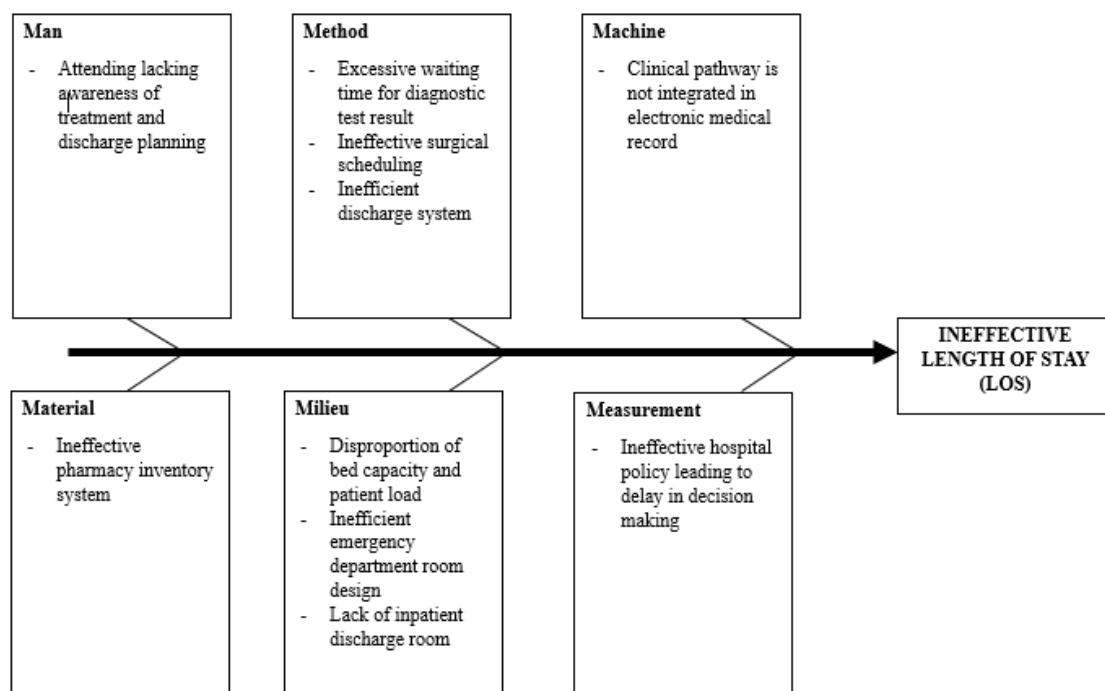 Man
- Attending lacking
awareness of
treatment and
discharge planning
Method
- Excessive waiting
time for diagnostic
test result
- Ineffective surgical
scheduling
- Inefficient
discharge system
Machine
- Clinical pathway is
not integrated in
electronic medical
record
INEFFECTIVE
LENGTH OF STAY
(LOS)
Material
- Ineffective
pharmacy inventory
system
Milieu
- Disproportion of
bed capacity and
patient load
- Inefficient
emergency
department room
design
- Lack of inpatient
discharge room
Measurement
- Ineffective hospital
policy leading to
delay in decision
making